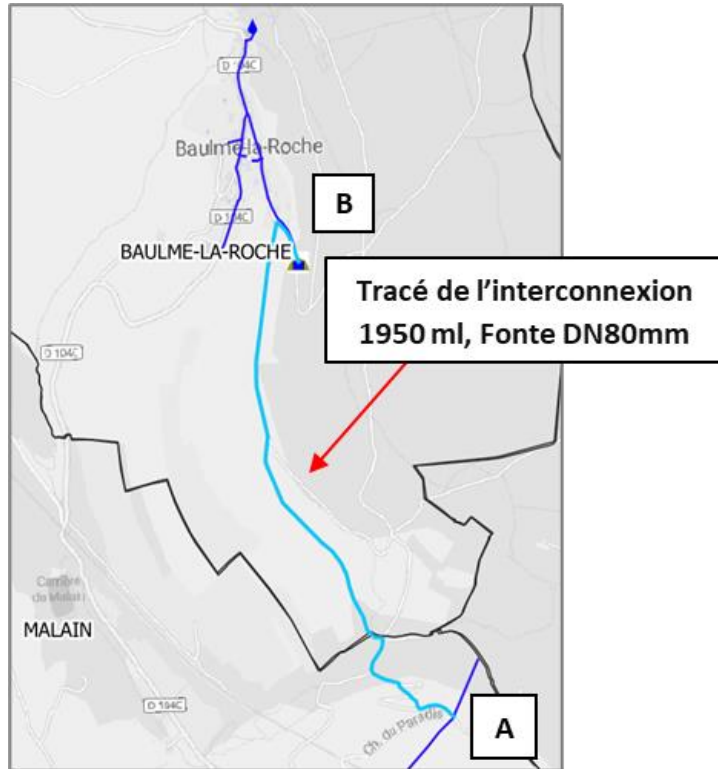 D 104C
Baulme-la-Roche
B
D 104C
BAULME-LA-ROCHE
Tracé de l'interconnexion
1950 ml, Fonte DN80mm
D 104C
Carrière
de Malain
MALAIN
D 104C
Ch. du Paradis
A